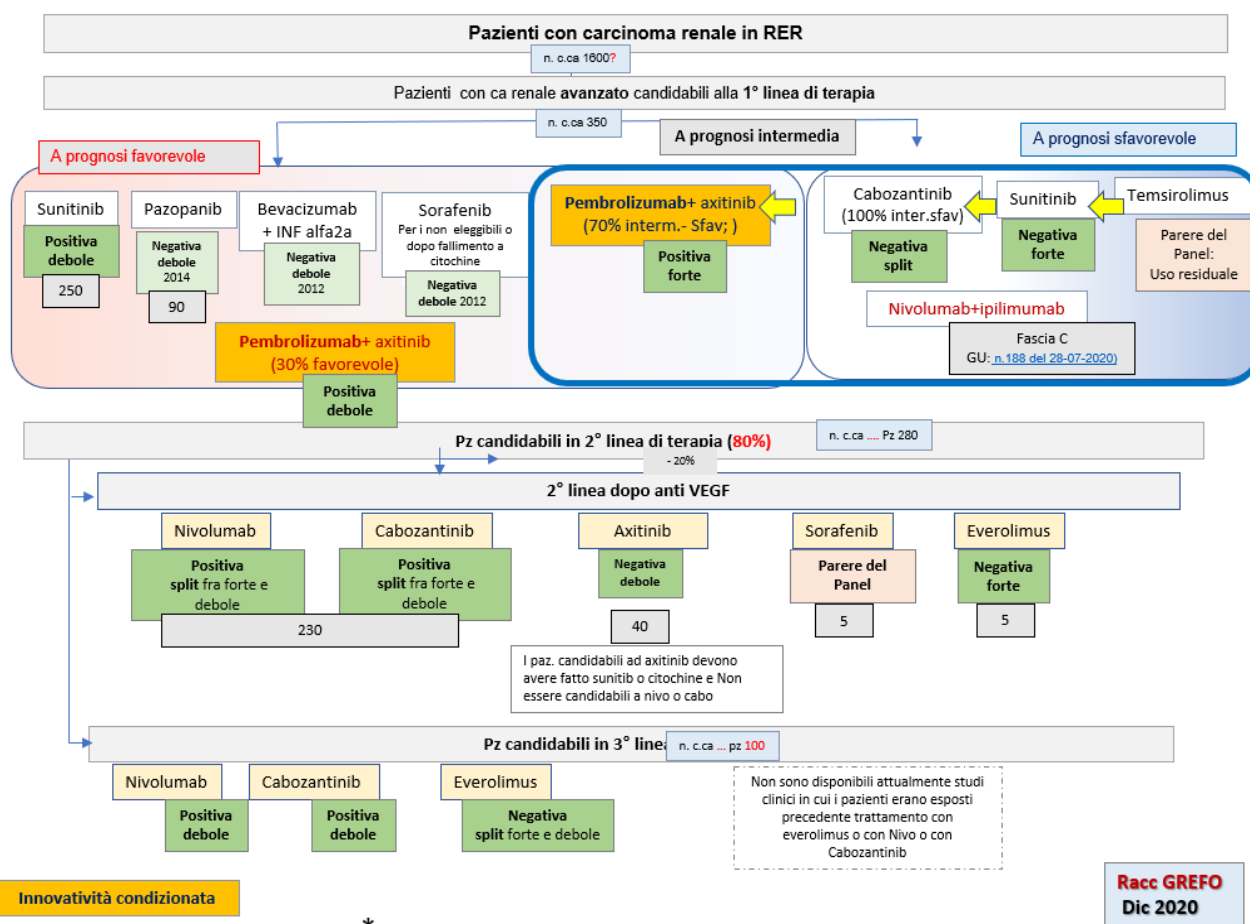 Pazienti con carcinoma renale in RER
n. c.ca 1600?
Pazienti con ca renale avanzato candidabili alla 1° linea di terapia
n. c.ca 350
A prognosi intermedia
A prognosi favorevole
A prognosi sfavorevole
Sunitinib
Positiva
debole
250
Pazopanib
Negativa
debole
2014
90
Bevacizumab
+ INF alfa2a
Negativa
debole
2012
Sorafenib
Per i non eleggibili o
dopo fallimento a
citochine
Negativa
debole 2012
Pembrolizumab+ axitinib
(30% favorevole)
Positiva
debole
Pembrolizumab+ axitinib
(70% interm.- Sfav; )
Positiva
forte
Cabozantinib
(100% inter.sfav)
Negativa
split
Sunitinib
Negativa
forte
Temsirolimus
Parere del
Panel:
Uso residuale
Nivolumab+ipilimumab
Fascia C
GU: n.188 del 28-07-2020)
Pz candidabili in 2° linea di terapia (80%)
n. c.ca .... Pz 280
- 20%
2° linea dopo anti VEGF
Nivolumab
Positiva
split fra forte e
debole
Cabozantinib
Positiva
split fra forte e
debole
230
Axitinib
Negativa
debole
40
I paz. candidabili ad axitinib devono
avere fatto sunitib o citochine e Non
essere candidabili a nivo o cabo
Sorafenib
Parere del
Panel
5
Everolimus
Negativa
forte
5
Pz candidabili in 3° linea
n. c.ca ... pz 100
Nivolumab
Positiva
debole
Cabozantinib
Positiva
debole
Everolimus
Negativa
split forte e debole
Non sono disponibili attualmente studi
clinici in cui i pazienti erano esposti
precedente trattamento con
everolimus o con Nivo o con
Cabozantinib
Innovatività condizionata
*
Racc GREFO
Dic 2020